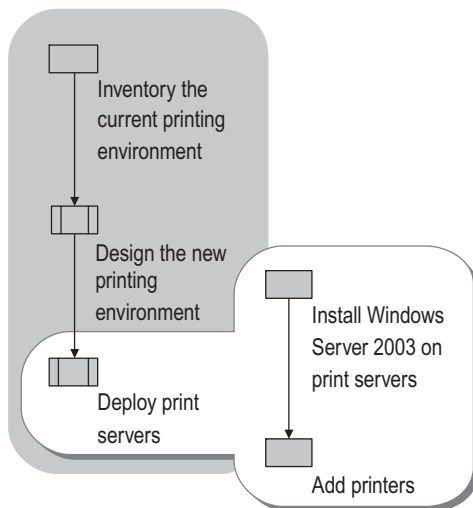 Inventory the
current printing
environment
Design the new
printing
environment
Deploy print
servers
Install Windows
Server 2003 on
print servers
Add printers